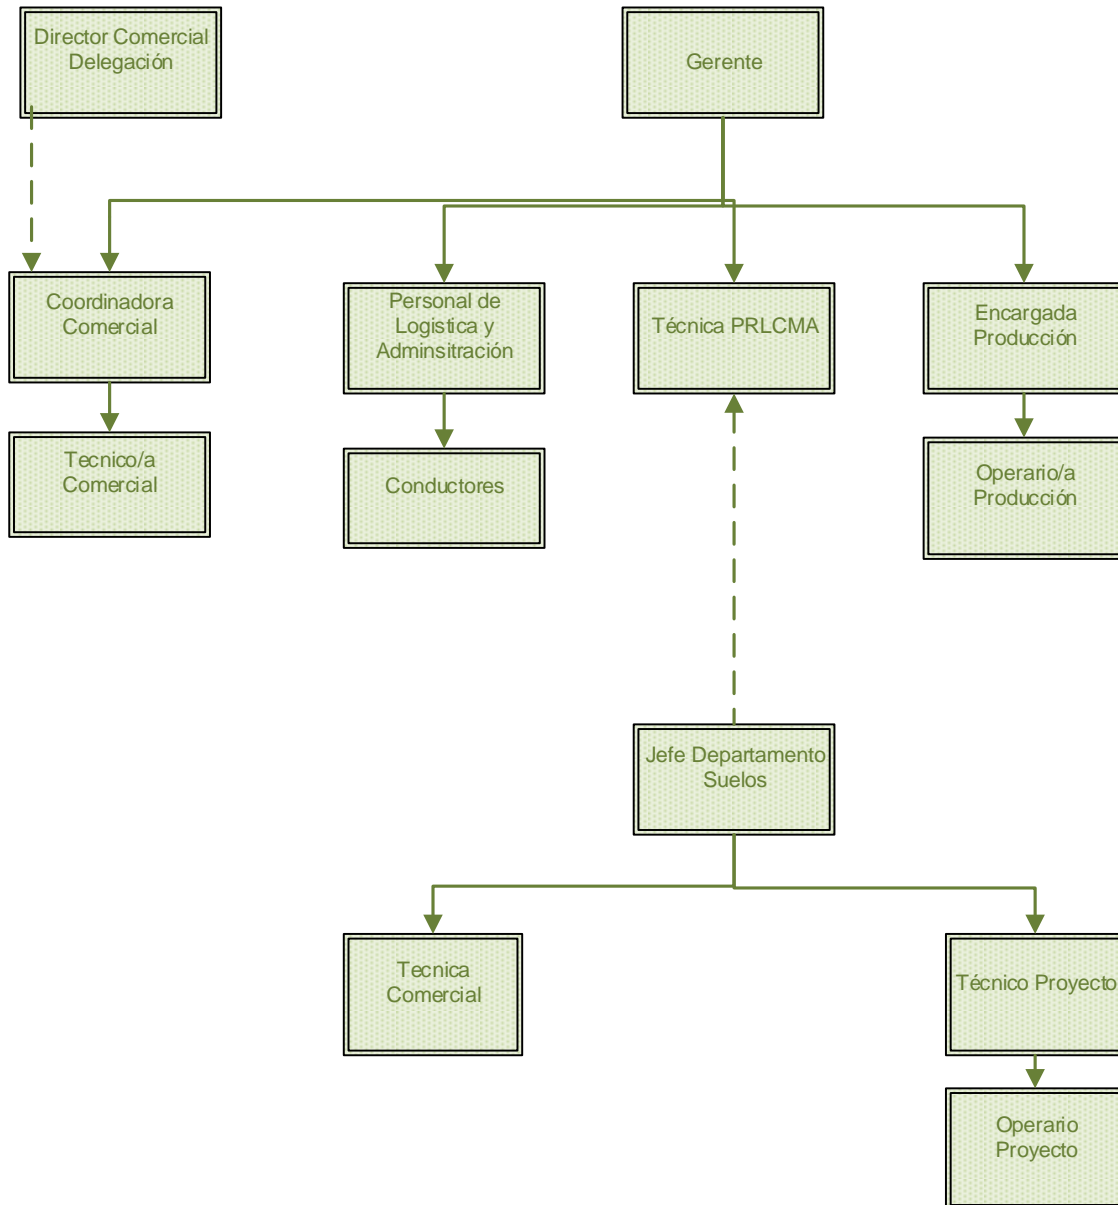 Director Comercial
Delegación
Gerente
Coordinadora
Comercial
Personal de
Logistica y
Adminsitración
Técnica PRLCMA
Encargada
Producción
Tecnico/a
Comercial
Conductores
Operario/a
Producción
Jefe Departamento
Suelos
Tecnica
Comercial
Técnico Proyecto
Operario
Proyecto